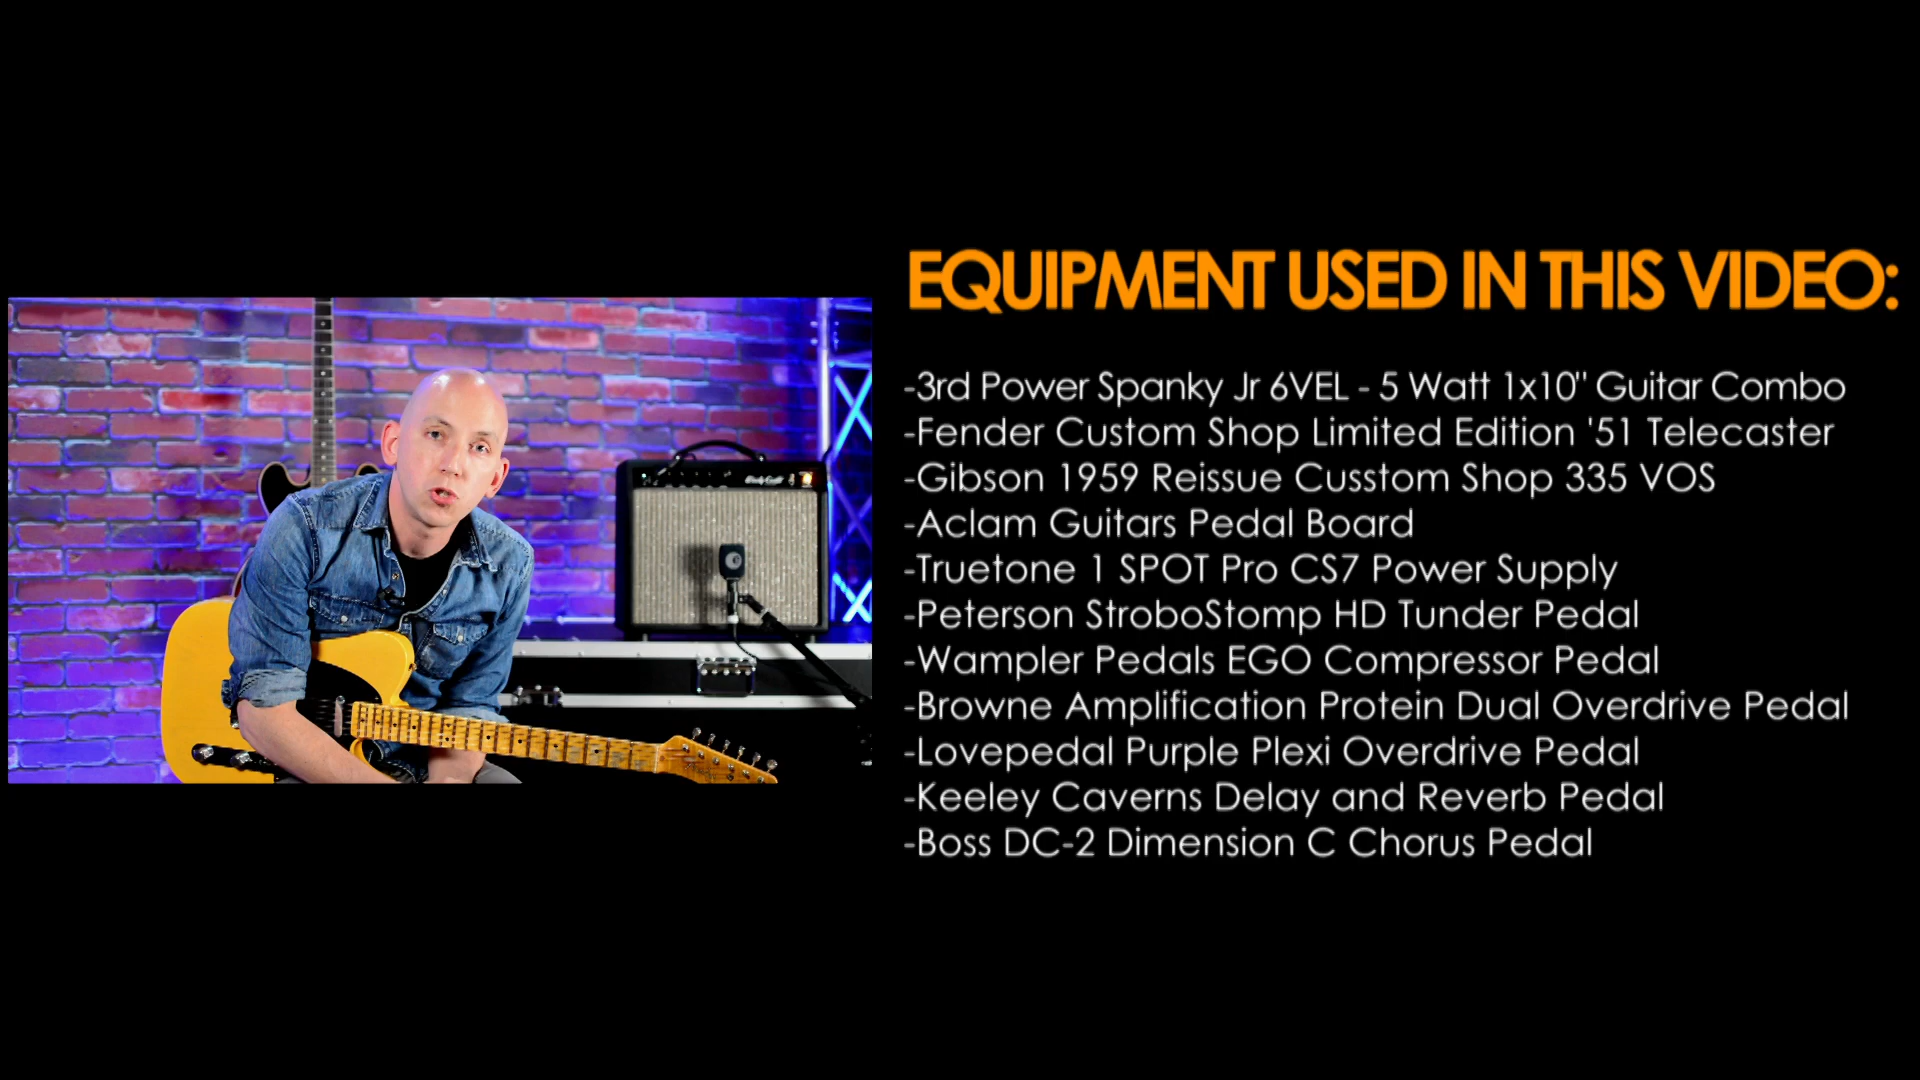 EQUIPMENT USED IN THIS VIDEO:
-3rd Power Spanky Jr 6VEL - 5 Watt 1x10" Guitar Combo
-Fender Custom Shop Limited Edition '51 Telecaster
-Gibson 1959 Reissue Cusstom Shop 335 VOS
-Aclam Guitars Pedal Board
-Truetone 1 SPOT Pro CS7 Power Supply
-Peterson StroboStomp HD Tunder Pedal
-Wampler Pedals EGO Compressor Pedal
-Browne Amplification Protein Dual Overdrive Pedal
-Lovepedal Purple Plexi Overdrive Pedal
-Keeley Caverns Delay and Reverb Pedal
-Boss DC-2 Dimension C Chorus Pedal